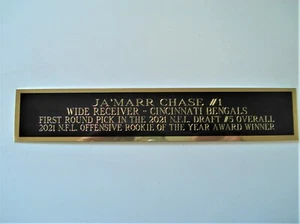 JA'MARR CHASE #1
WIDE RECEIVER - CINCINNATI BENGALS
FIRST ROUND PICK IN THE 2021 N.F.L. DRAFT #5 OVERALL
2021 N.F.L. OFFENSIVE ROOKIE OF THE YEAR AWARD WINNER